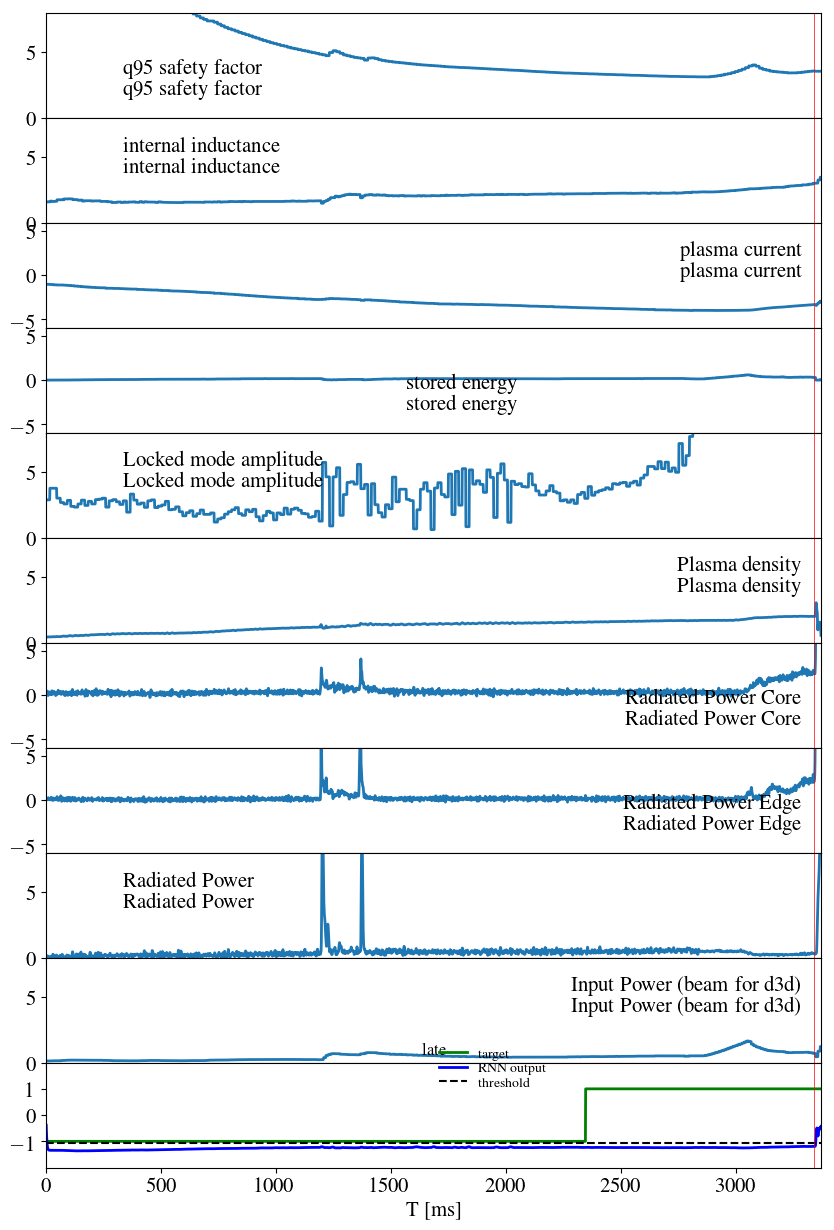 5
q95 safety factor
q95 safety factor
0
internal inductance
5
internal inductance
0
5
plasma current
0
plasma current
−5
5
0
stored energy
stored energy
−5
Locked mode amplitude
5
Locked mode amplitude
0
Plasma density
5
Plasma density
0
5
0
Radiated Power Core
Radiated Power Core
−5
5
0
Radiated Power Edge
Radiated Power Edge
−5
Radiated Power
5
Radiated Power
0
Input Power (beam for d3d)
5
Input Power (beam for d3d)
late
target
0
RNN output
threshold
1
0
−1
0 500 1000 1500 2000 2500 3000
T [ms]